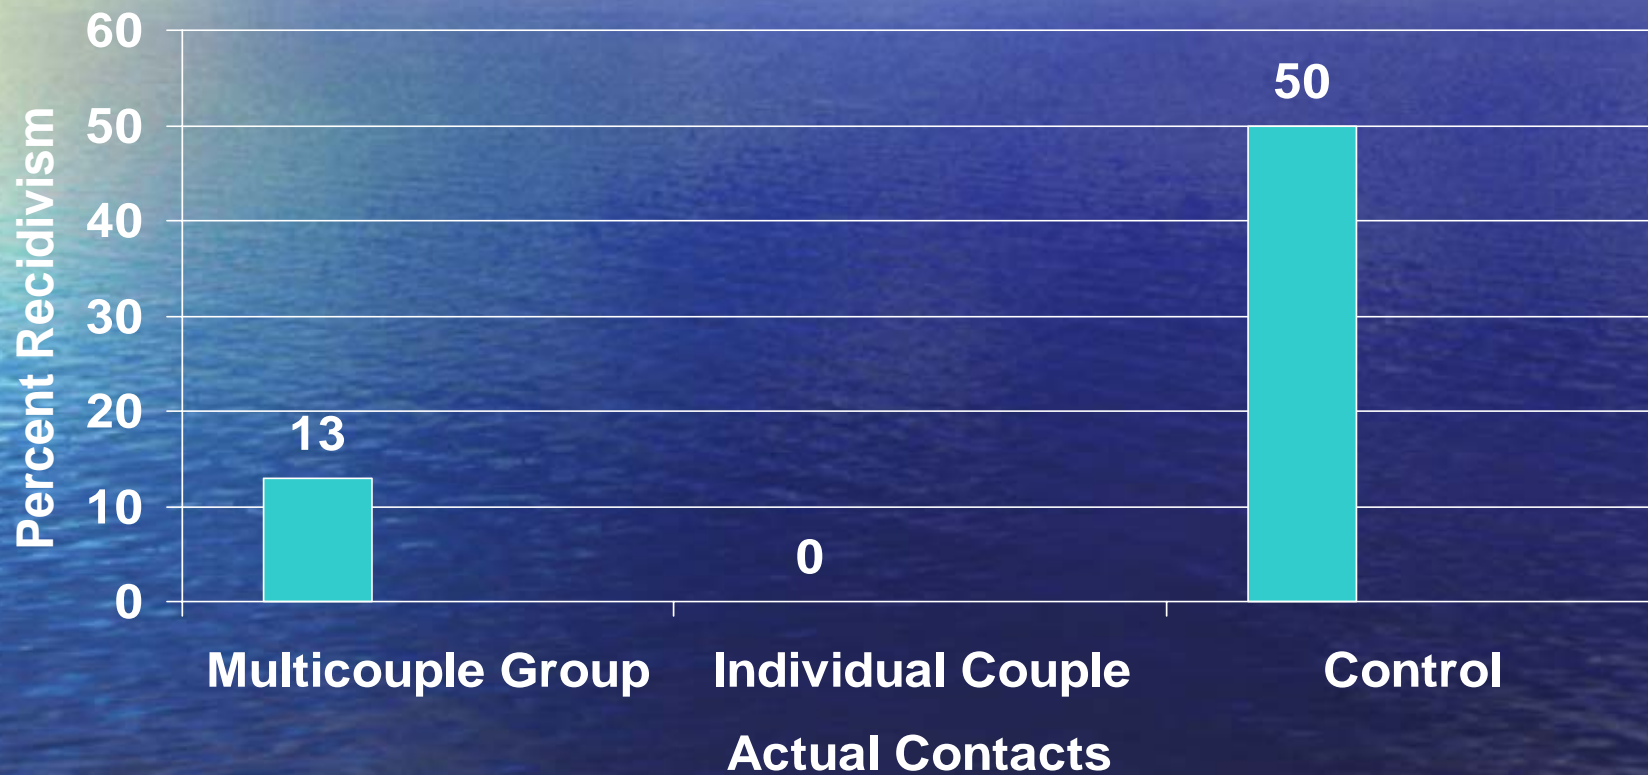 60
50
40
30
20
10
0
Percent Recidivism
13
0
50
Multicouple Group
Individual Couple
Control
Actual Contacts